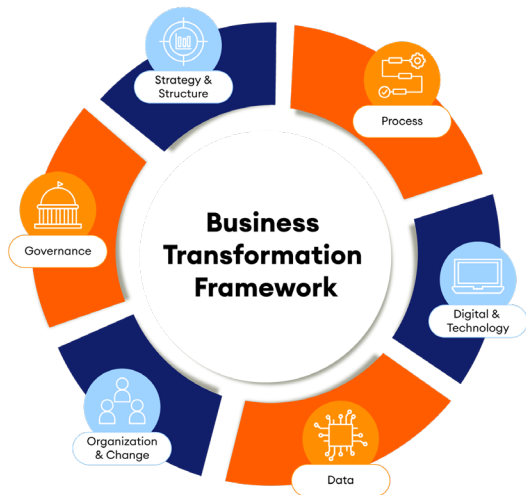 Strategy &
Structure
Process
Governance
Business
Transformation
Framework
Digital &
Technology
Organization
& Change
Data